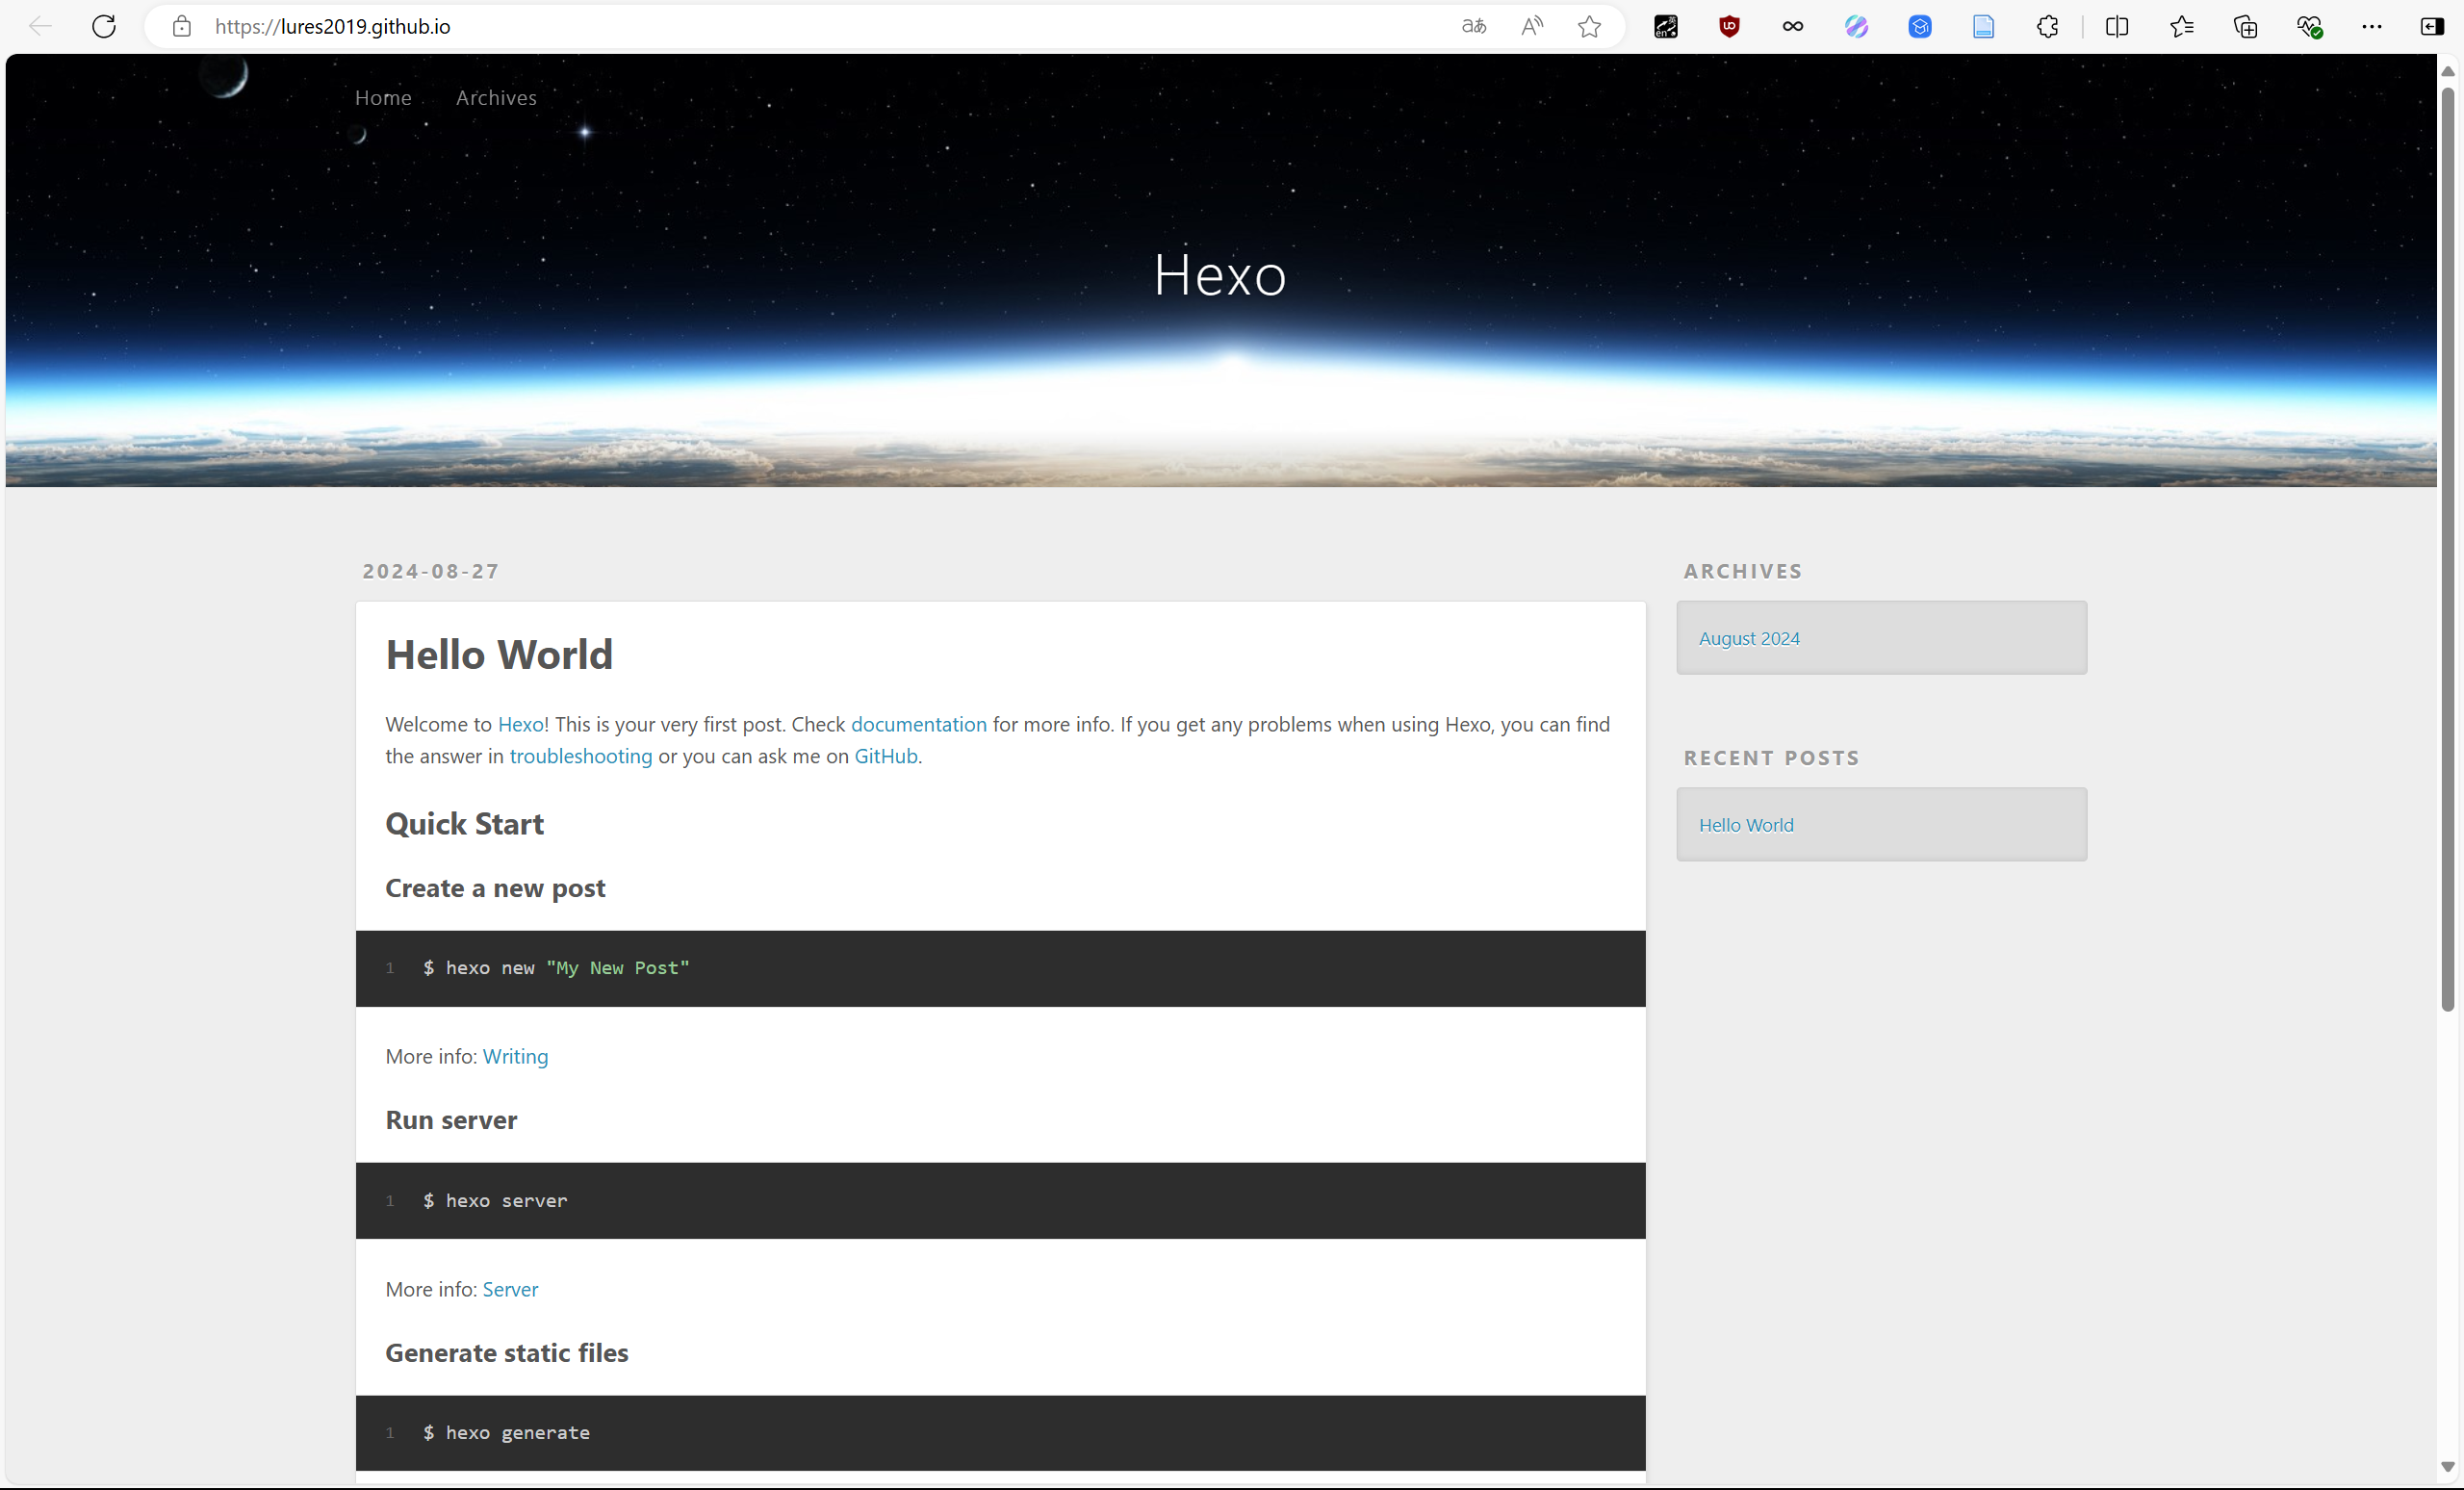 https://lures2019.github.io
Home Archives
Hexo
2024-08-27
Hello World
Welcome to Hexo! This is your very first post. Check documentation for more info. If you get any problems when using Hexo, you can find
the answer in troubleshooting or you can ask me on GitHub.
Quick Start
Create a new post
1 $ hexo new "My New Post"
More info: Writing
Run server
1 $ hexo server
More info: Server
Generate static files
1 $ hexo generate
ARCHIVES
August 2024
RECENT POSTS
Hello World